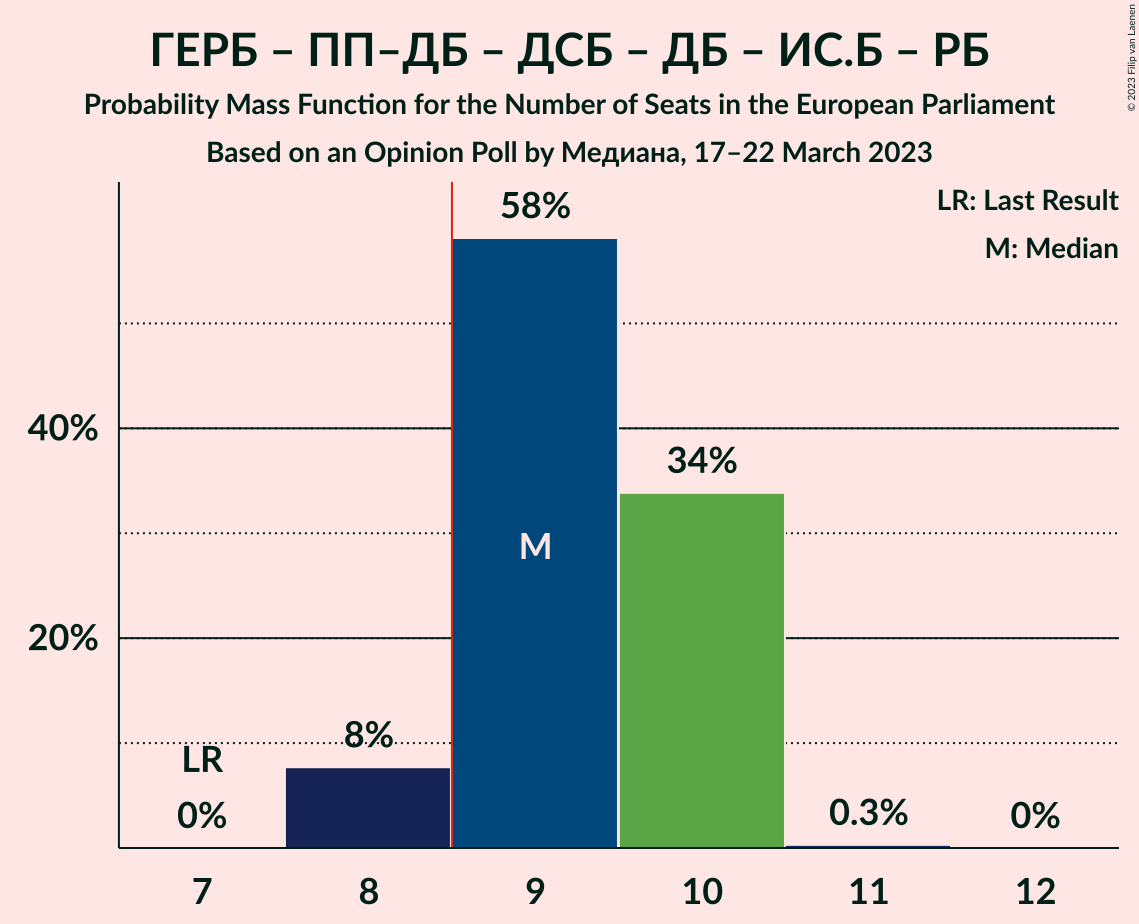 ГЕРБ – ПП–ДБ – ДСБ – ДБ – ИС.Б – РБ
Probability Mass Function for the Number of Seats in the European Parliament
Based on an Opinion Poll by Медиана, 17–22 March 2023
© 2023 Filip van Laenen
LR: Last Result
M: Median
58%
40%
34%
M
20%
8%
LR
0%
0.3%
0%
7 8 9 10 11 12